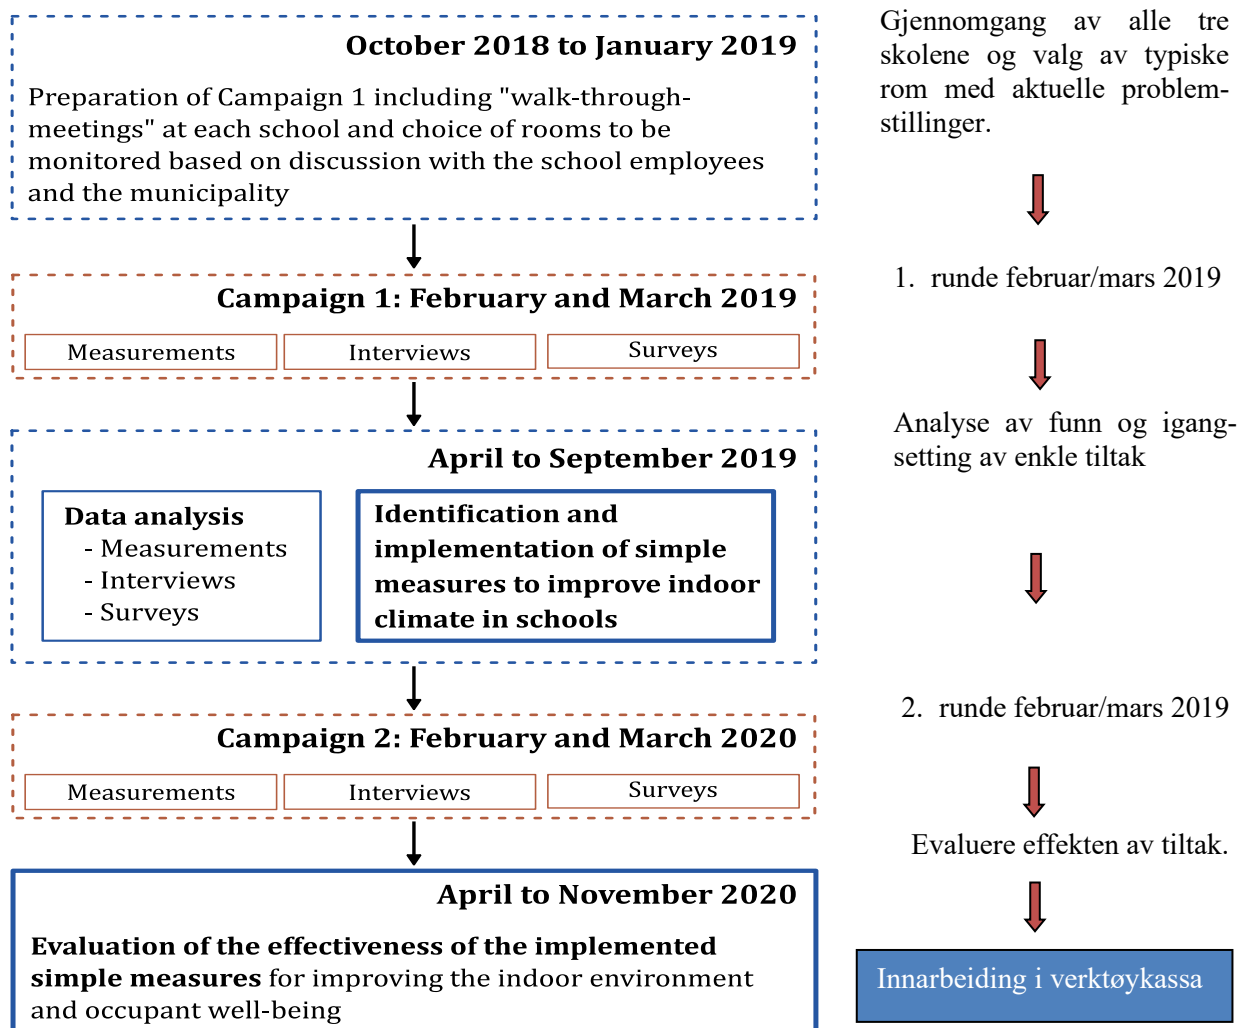 October 2018 to January 2019
Preparation of Campaign 1 including "walk-through-
meetings" at each school and choice of rooms to be
monitored based on discussion with the school employees
and the municipality
Campaign 1: February and March 2019
Measurements
Interviews
Surveys
April to September 2019
Data analysis
- Measurements
- Interviews
- Surveys
Identification and
implementation of simple
measures to improve indoor
climate in schools
Campaign 2: February and March 2020
Measurements
Interviews
Surveys
April to November 2020
Evaluation of the effectiveness of the implemented
simple measures for improving the indoor environment
and occupant well-being
Gjennomgang av alle tre
skolene og valg av typiske
rom med aktuelle problem-
stillinger.
1. runde februar/mars 2019
Analyse av funn og igang-
setting av enkle tiltak
2. runde februar/mars 2019
Evaluere effekten av tiltak.
Innarbeiding i verktøykassa